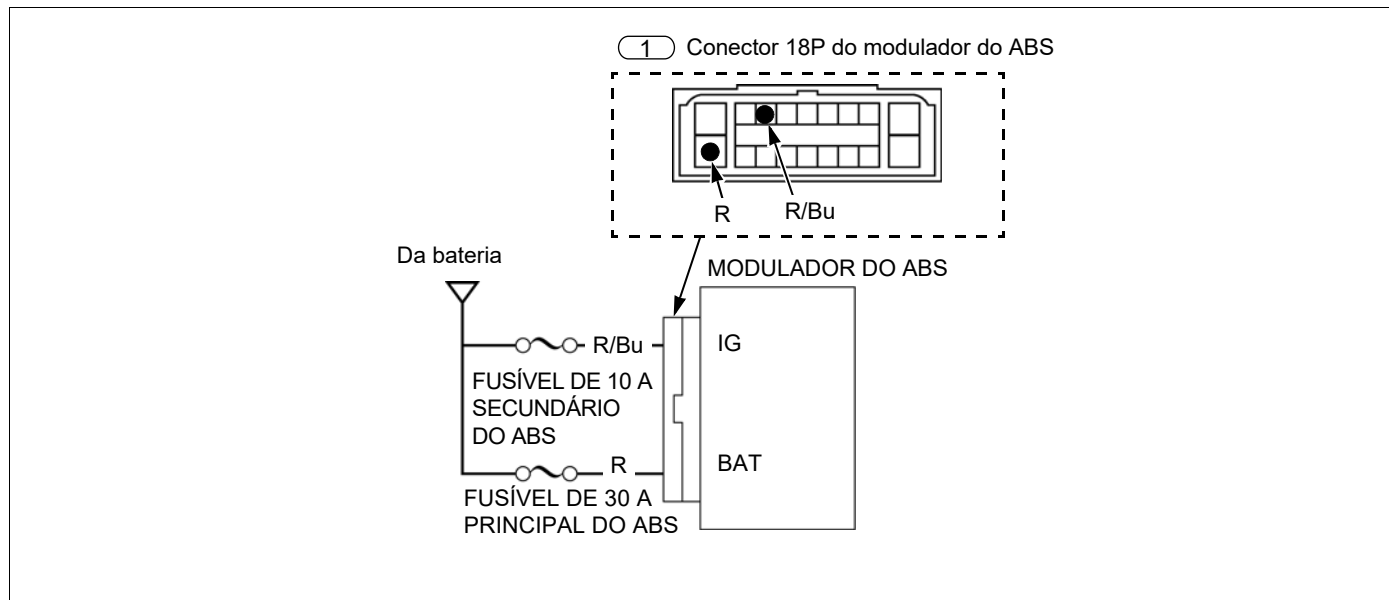 1 Conector 18P do modulador do ABS
R
R/Bu
Da bateria
MODULADOR DO ABS
R/Bu
IG
FUSÍVEL DE 10 A
SECUNDÁRIO
DO ABS
R
BAT
FUSÍVEL DE 30 A
PRINCIPAL DO ABS